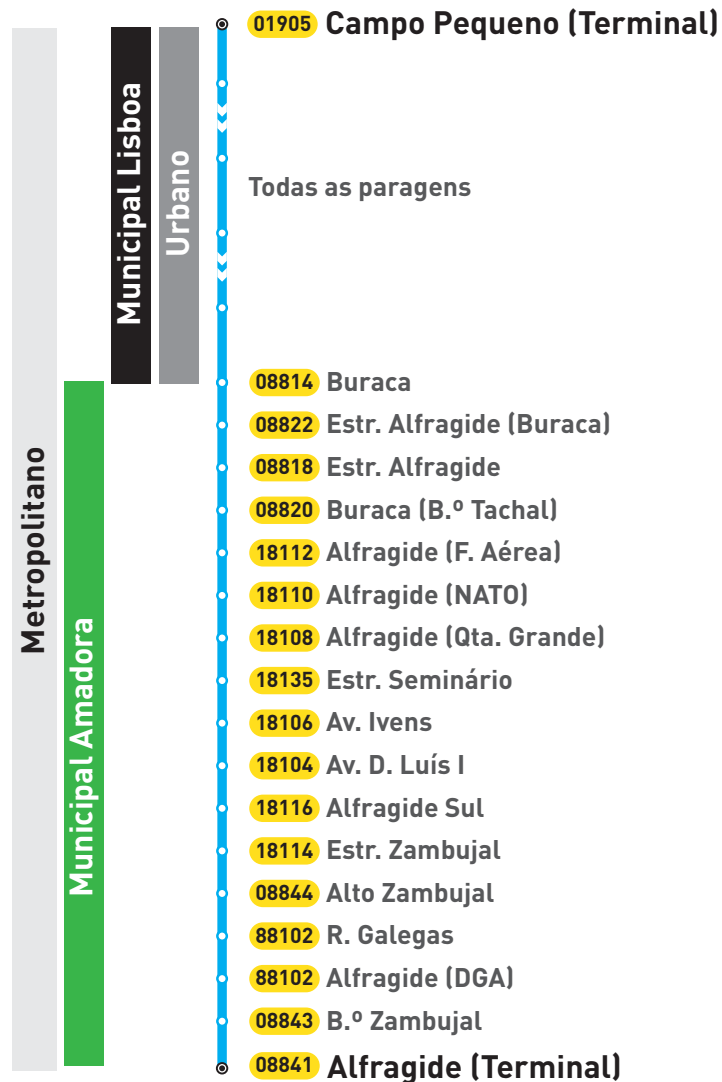 01905 Campo Pequeno (Terminal)
Municipal Lisboa
Urbano
Todas as paragens
Metropolitano
Municipal Amadora
08814 Buraca
08822 Estr. Alfragide (Buraca)
08818 Estr. Alfragide
08820 Buraca (B.º Tachal)
18112 Alfragide (F. Aérea)
18110 Alfragide (NATO)
18108 Alfragide (Qta. Grande)
18135 Estr. Seminário
18106 Av. Ivens
18104 Av. D. Luís I
18116 Alfragide Sul
18114 Estr. Zambujal
08844 Alto Zambujal
88102 R. Galegas
88102 Alfragide (DGA)
08843 B.º Zambujal
08841 Alfragide (Terminal)